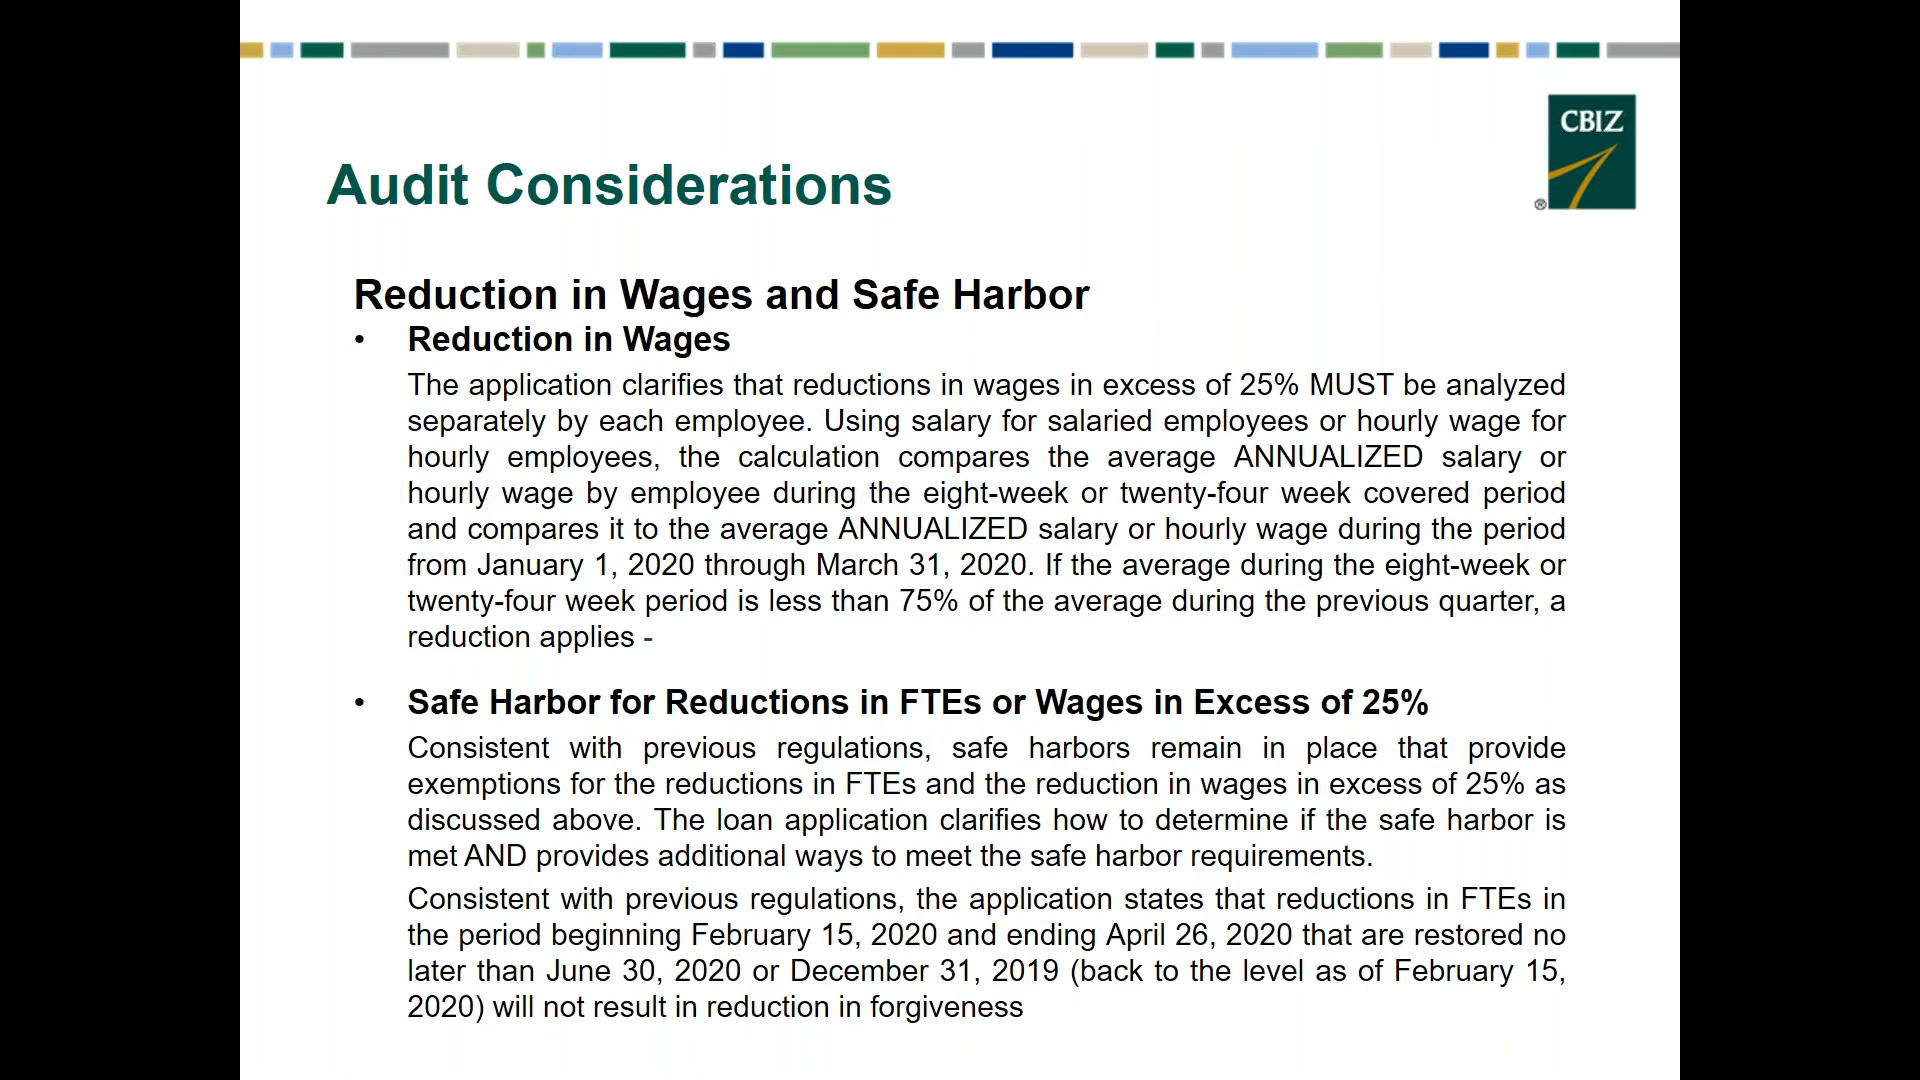 CBIZ
®
Audit Considerations
Reduction in Wages and Safe Harbor
• Reduction in Wages
The application clarifies that reductions in wages in excess of 25% MUST be analyzed
separately by each employee. Using salary for salaried employees or hourly wage for
hourly employees, the calculation compares the average ANNUALIZED salary or
hourly wage by employee during the eight-week or twenty-four week covered period
and compares it to the average ANNUALIZED salary or hourly wage during the period
from January 1, 2020 through March 31, 2020. If the average during the eight-week or
twenty-four week period is less than 75% of the average during the previous quarter, a
reduction applies -
• Safe Harbor for Reductions in FTEs or Wages in Excess of 25%
Consistent with previous regulations, safe harbors remain in place that provide
exemptions for the reductions in FTEs and the reduction in wages in excess of 25% as
discussed above. The loan application clarifies how to determine if the safe harbor is
met AND provides additional ways to meet the safe harbor requirements.
Consistent with previous regulations, the application states that reductions in FTEs in
the period beginning February 15, 2020 and ending April 26, 2020 that are restored no
later than June 30, 2020 or December 31, 2019 (back to the level as of February 15,
2020) will not result in reduction in forgiveness